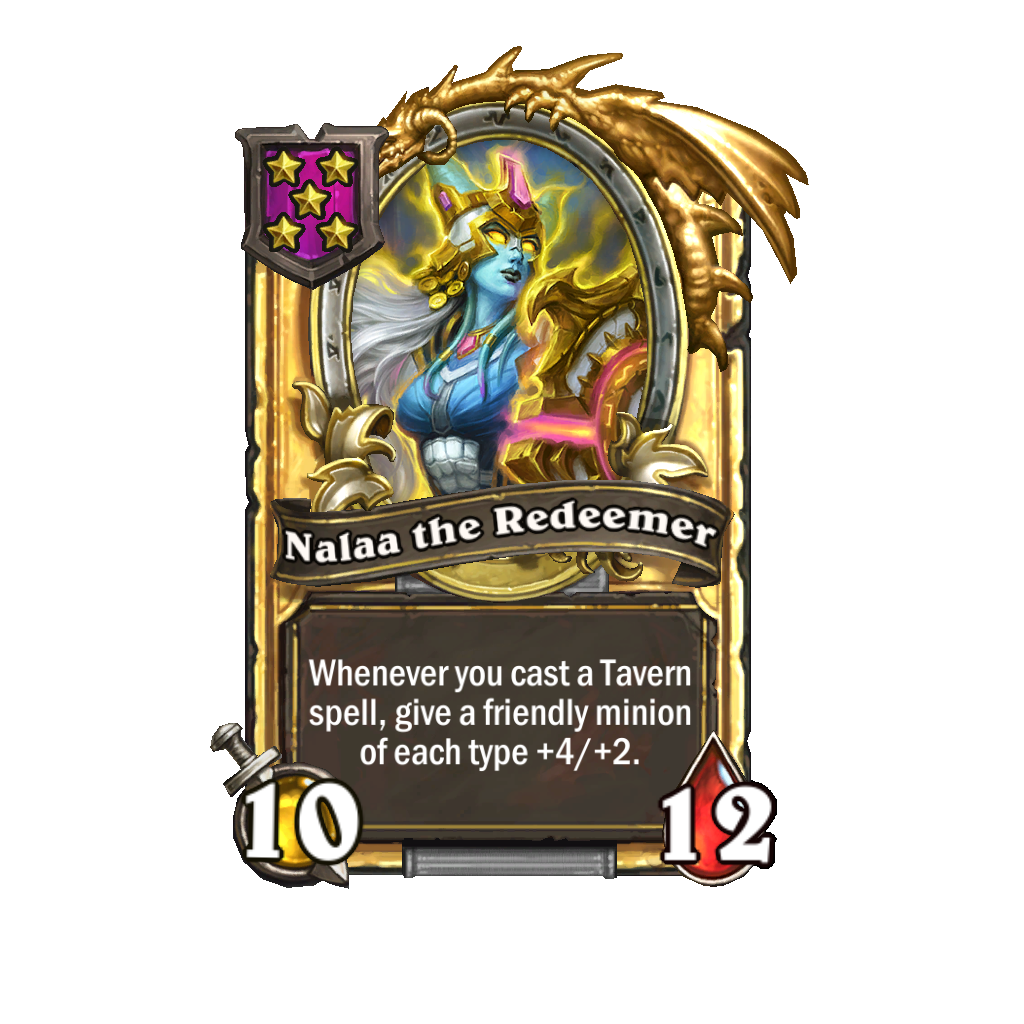 Nalaa the Redeemer
Whenever you cast a Tavern
spell, give a friendly minion
of each type +4/+2.
10
12